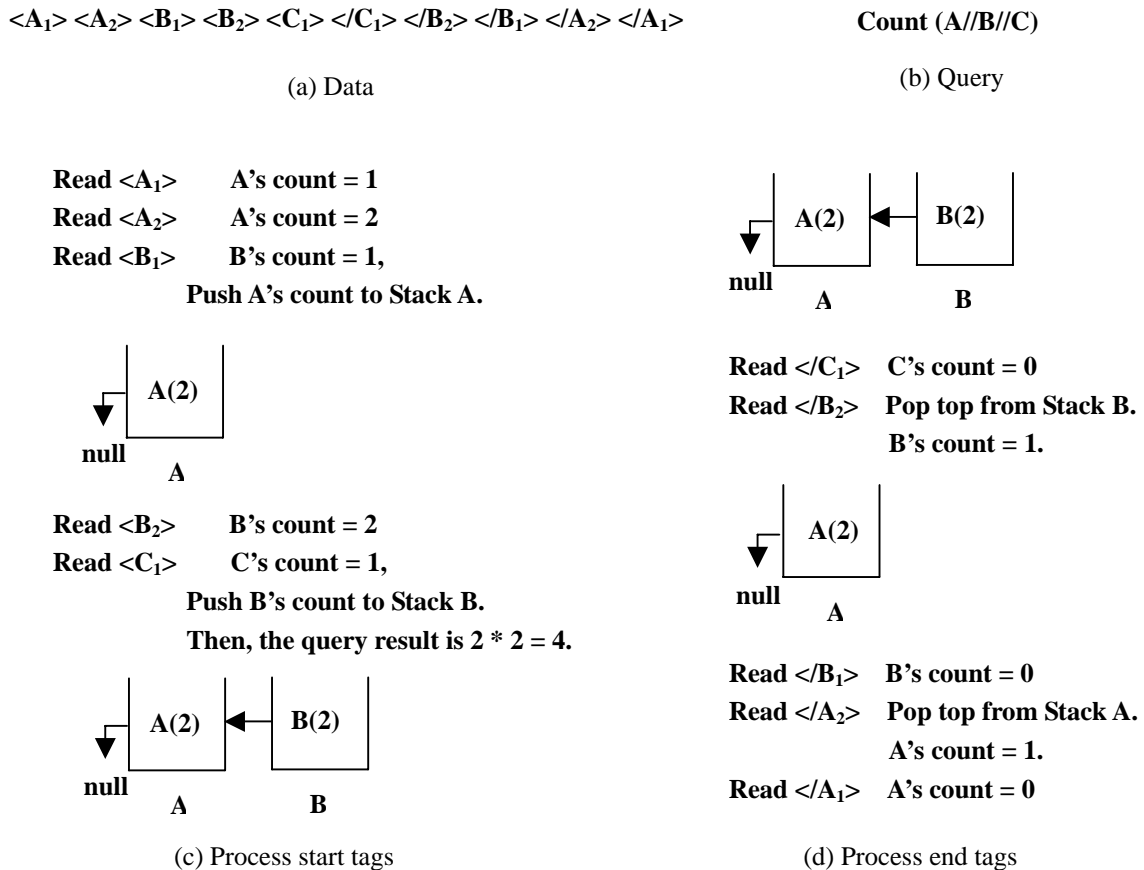 <A₁> <A₂> <B₁> <B₂> <C₁> </C₁> </B₂> </B₁> </A₂> </A₁>
(a) Data
Count (A//B//C)
(b) Query
Read <A₁> A's count = 1
Read <A₂> A's count = 2
Read <B₁> B's count = 1,
Push A's count to Stack A.
A(2)
null
A
Read <B₂> B's count = 2
Read <C₁> C's count = 1,
Push B's count to Stack B.
Then, the query result is 2 * 2 = 4.
A(2) B(2)
null
A B
(c) Process start tags
A(2) B(2)
null
A B
Read </C₁> C's count = 0
Read </B₂> Pop top from Stack B.
B's count = 1.
A(2)
null
A
Read </B₁> B's count = 0
Read </A₂> Pop top from Stack A.
A's count = 1.
Read </A₁> A's count = 0
(d) Process end tags